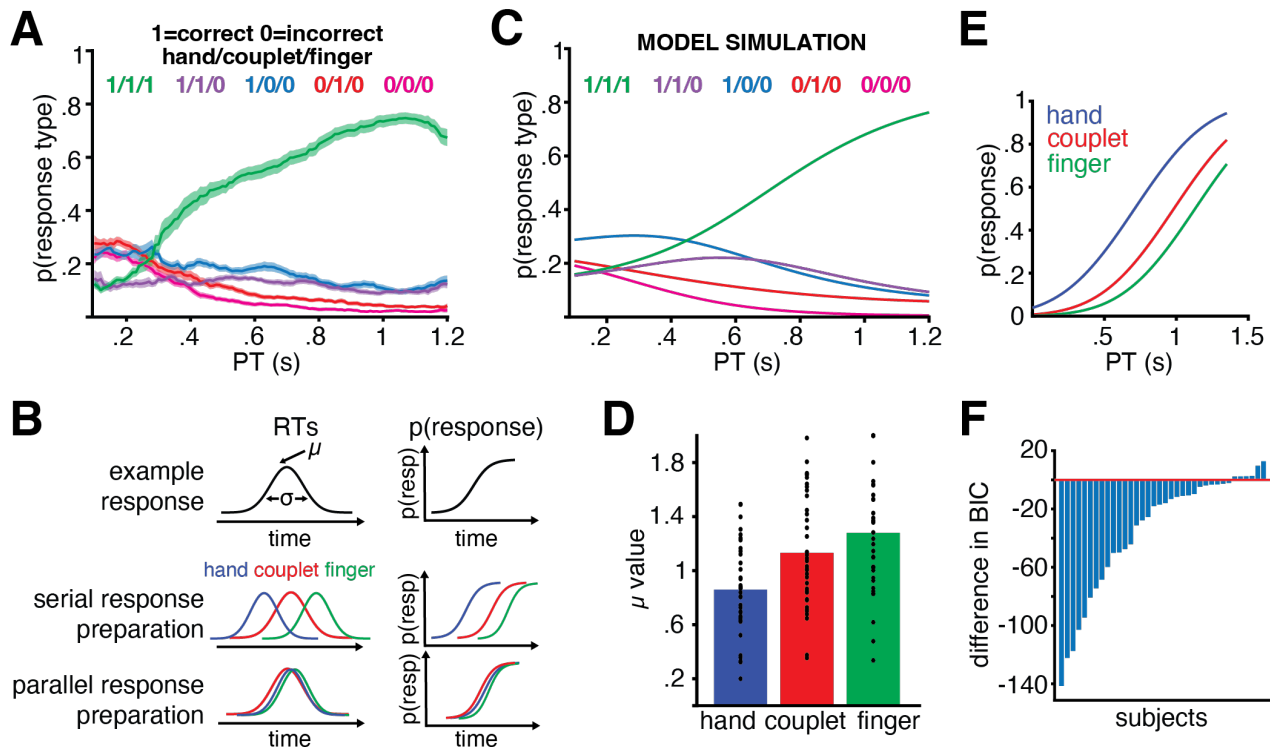 A
1=correct 0=incorrect
hand/couplet/finger
1/1/1 1/1/0 1/0/0 0/1/0 0/0/0
p(response type)
1
.8
.6
.4
.2
.2 .4 .6 .8 1 1.2
PT (s)
C
MODEL SIMULATION
1/1/1 1/1/0 1/0/0 0/1/0 0/0/0
p(response type)
1
.8
.6
.4
.2
.2 .4 .6 .8 1 1.2
PT (s)
E
hand
couplet
finger
p(response)
1
.8
.6
.4
.2
0
.5 1 1.5
PT (s)
B
RTs
p(response)
example
response
μ
σ
time
p(resp)
time
hand couplet finger
serial response
preparation
p(resp)
parallel response
preparation
time
p(resp)
time
D
μ value
1.8
1.4
1
.6
.2
hand couplet finger
F
difference in BIC
20
-20
-60
-100
-140
subjects